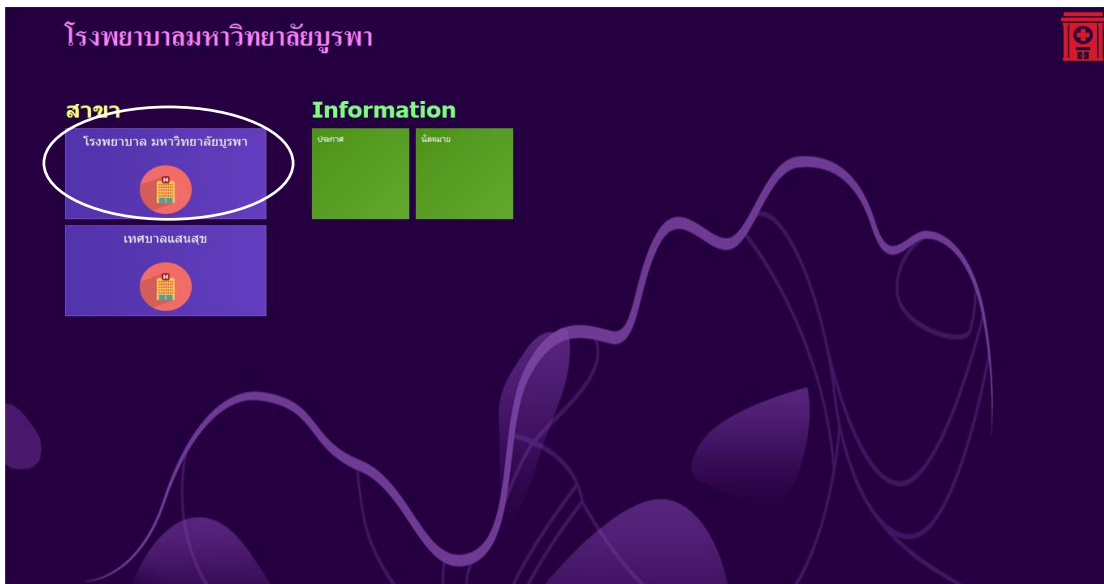 โรงพยาบาลมหาวิทยาลัยบูรพา
สาขา
โรงพยาบาล มหาวิทยาลัยบูรพา
H
เทศบาลแสนสุข
H
Information
ประกาศ
นัดหมาย